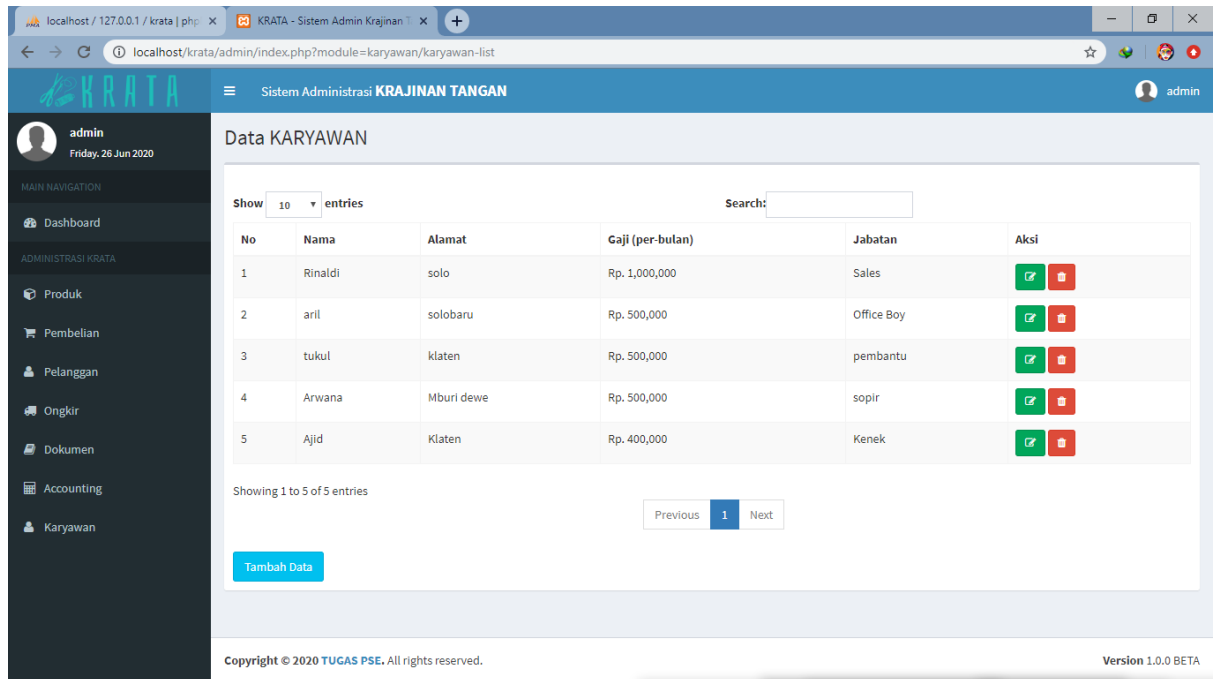 localhost / 127.0.0.1 / krata | php
KRATA - Sistem Admin Krajinan T
localhost/krata/admin/index.php?module=karyawan/karyawan-list
KRATA
Sistem Administrasi KRAJINAN TANGAN
admin
admin
Friday. 26 Jun 2020
MAIN NAVIGATION
Dashboard
ADMINISTRASI KRATA
Produk
Pembelian
Pelanggan
Ongkir
Dokumen
Accounting
Karyawan
Data KARYAWAN
Show 10 entries
Search:
No Nama Alamat Gaji (per-bulan) Jabatan Aksi
1 Rinaldi solo Rp. 1,000,000 Sales
2 aril solobaru Rp. 500,000 Office Boy
3 tukul klaten Rp. 500,000 pembantu
4 Arwana Mburi dewe Rp. 500,000 sopir
5 Ajid Klaten Rp. 400,000 Kenek
Showing 1 to 5 of 5 entries
Previous 1 Next
Tambah Data
Copyright © 2020 TUGAS PSE. All rights reserved.
Version 1.0.0 BETA